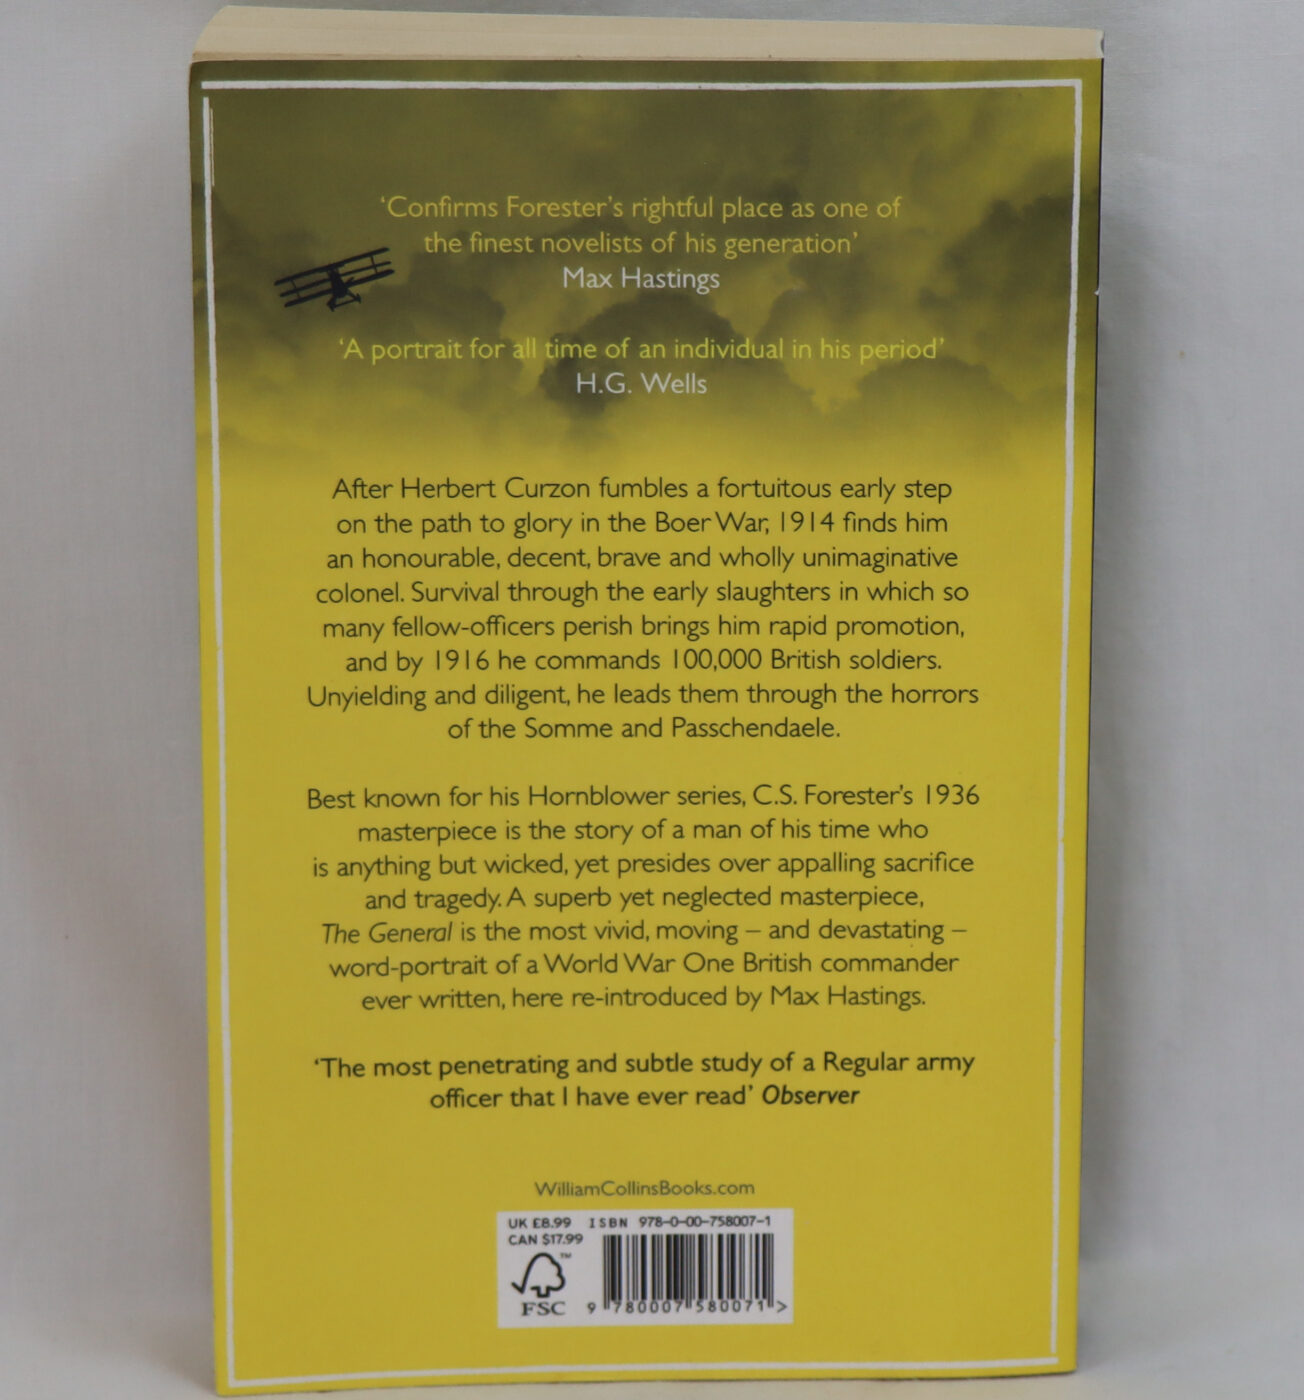 ‘Confirms Forester’s rightful place as one of
the finest novelists of his generation’
Max Hastings
‘A portrait for all time of an individual in his period’
H.G. Wells
After Herbert Curzon fumbles a fortuitous early step
on the path to glory in the Boer War, 1914 finds him
an honourable, decent, brave and wholly unimaginative
colonel. Survival through the early slaughters in which so
many fellow-officers perish brings him rapid promotion,
and by 1916 he commands 100,000 British soldiers.
Unyielding and diligent, he leads them through the horrors
of the Somme and Passchendaele.
Best known for his Hornblower series, C.S. Forester’s 1936
masterpiece is the story of a man of his time who
is anything but wicked, yet presides over appalling sacrifice
and tragedy. A superb yet neglected masterpiece,
The General is the most vivid, moving – and devastating –
word-portrait of a World War One British commander
ever written, here re-introduced by Max Hastings.
‘The most penetrating and subtle study of a Regular army
officer that I have ever read’ Observer
WilliamCollinsBooks.com
UK £8.99 ISBN 978-0-00-758007-1
CAN $17.99
FSC™
9 780007 580071 >